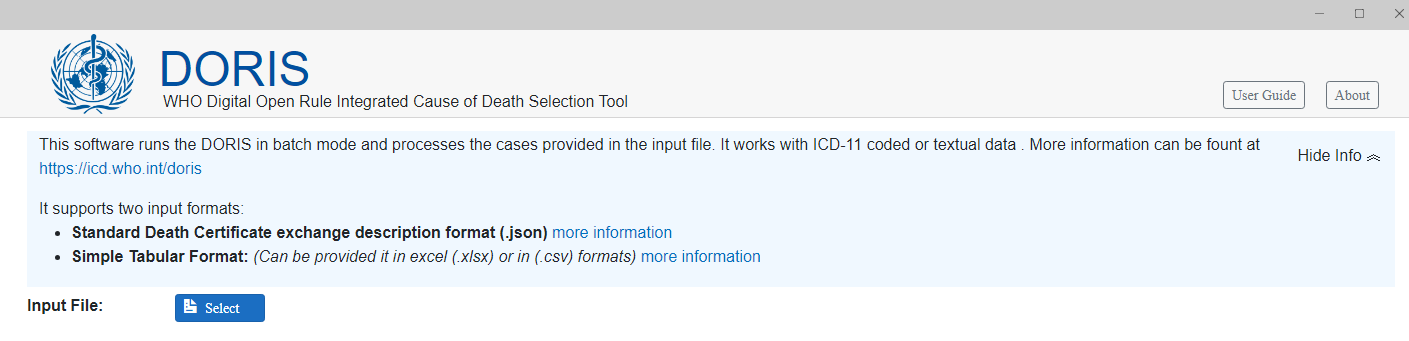 DORIS
WHO Digital Open Rule Integrated Cause of Death Selection Tool
User Guide
About
This software runs the DORIS in batch mode and processes the cases provided in the input file. It works with ICD-11 coded or textual data . More information can be fount at
https://icd.who.int/doris
Hide Info
It supports two input formats:
• Standard Death Certificate exchange description format (.json) more information
• Simple Tabular Format: (Can be provided it in excel (.xlsx) or in (.csv) formats) more information
Input File:
Select